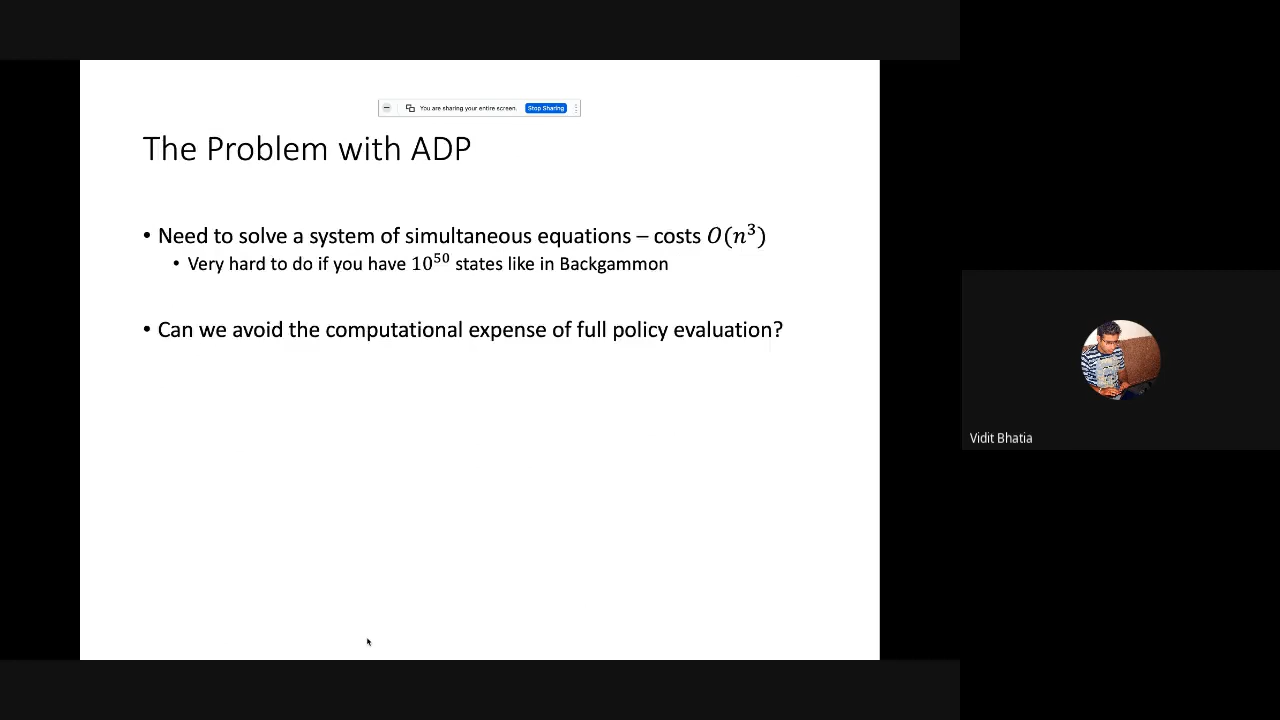 You are sharing your entire screen. Stop Sharing
The Problem with ADP
• Need to solve a system of simultaneous equations – costs 𝑂(𝑛³)
• Very hard to do if you have 10⁵⁰ states like in Backgammon
• Can we avoid the computational expense of full policy evaluation?
Vidit Bhatia